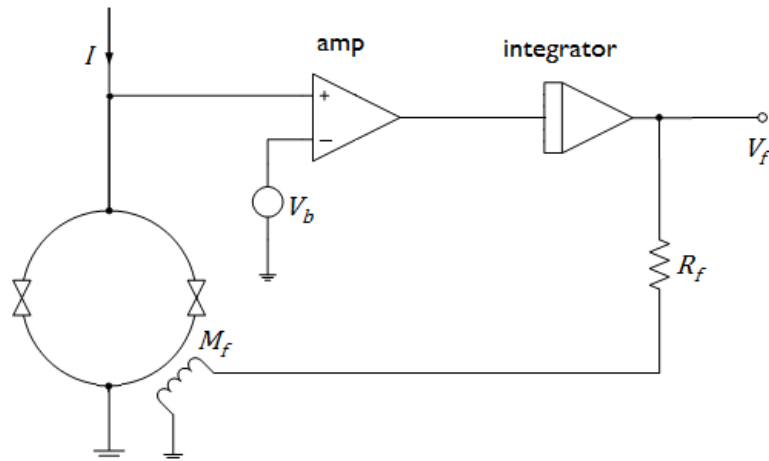 amp
integrator
I
+
−
V_b
V_f
R_f
M_f